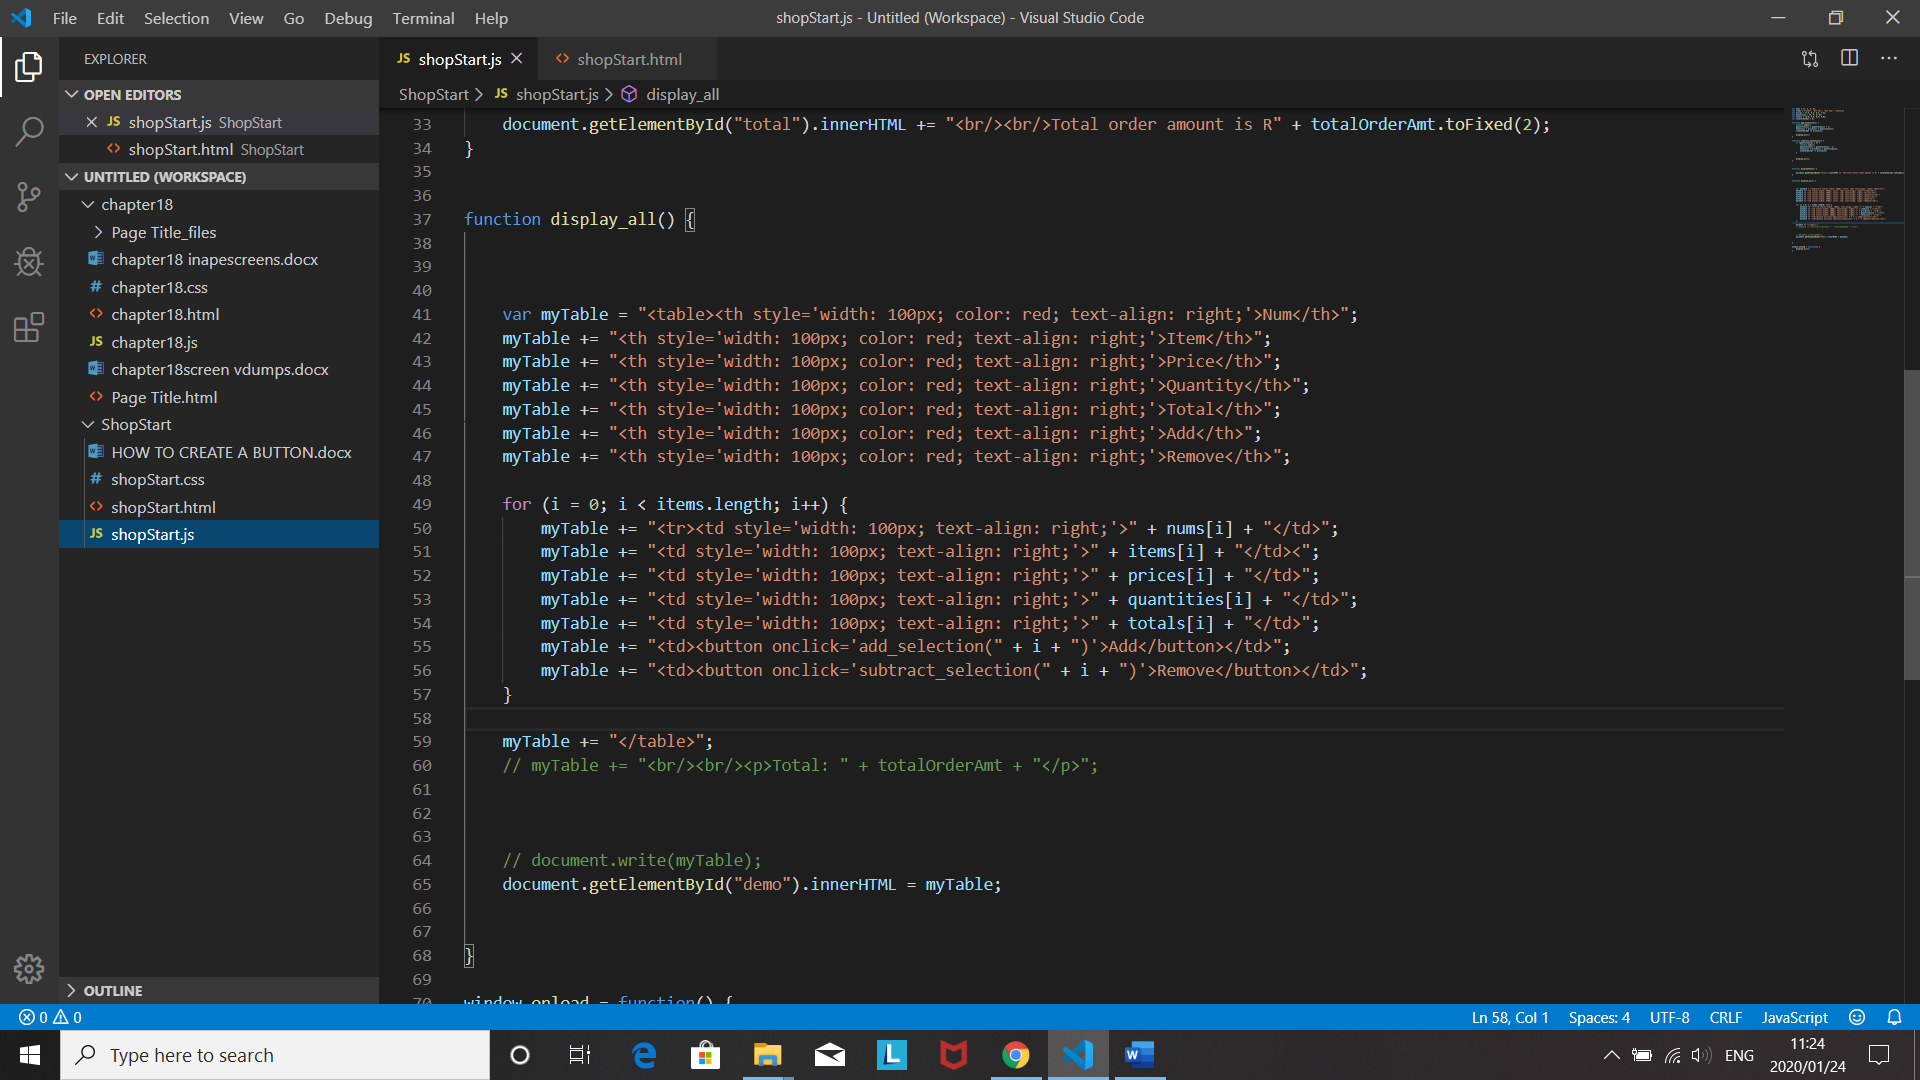 File Edit Selection View Go Debug Terminal Help
shopStart.js - Untitled (Workspace) - Visual Studio Code
EXPLORER
OPEN EDITORS
JS shopStart.js ShopStart
<> shopStart.html ShopStart
UNTITLED (WORKSPACE)
chapter18
Page Title_files
chapter18 inapescreens.docx
# chapter18.css
<> chapter18.html
JS chapter18.js
chapter18screen vdumps.docx
<> Page Title.html
ShopStart
HOW TO CREATE A BUTTON.docx
# shopStart.css
<> shopStart.html
JS shopStart.js
OUTLINE
JS shopStart.js
<> shopStart.html
ShopStart > JS shopStart.js > display_all
33 document.getElementById("total").innerHTML += "<br/><br/>Total order amount is R" + totalOrderAmt.toFixed(2);
34 }
35
36
37 function display_all() {
38
39
40
41 var myTable = "<table><th style='width: 100px; color: red; text-align: right;'>Num</th>";
42 myTable += "<th style='width: 100px; color: red; text-align: right;'>Item</th>";
43 myTable += "<th style='width: 100px; color: red; text-align: right;'>Price</th>";
44 myTable += "<th style='width: 100px; color: red; text-align: right;'>Quantity</th>";
45 myTable += "<th style='width: 100px; color: red; text-align: right;'>Total</th>";
46 myTable += "<th style='width: 100px; color: red; text-align: right;'>Add</th>";
47 myTable += "<th style='width: 100px; color: red; text-align: right;'>Remove</th>";
48
49 for (i = 0; i < items.length; i++) {
50 myTable += "<tr><td style='width: 100px; text-align: right;'>" + nums[i] + "</td>";
51 myTable += "<td style='width: 100px; text-align: right;'>" + items[i] + "</td><";
52 myTable += "<td style='width: 100px; text-align: right;'>" + prices[i] + "</td>";
53 myTable += "<td style='width: 100px; text-align: right;'>" + quantities[i] + "</td>";
54 myTable += "<td style='width: 100px; text-align: right;'>" + totals[i] + "</td>";
55 myTable += "<td><button onclick='add_selection(" + i + ")'>Add</button></td>";
56 myTable += "<td><button onclick='subtract_selection(" + i + ")'>Remove</button></td>";
57 }
58
59 myTable += "</table>";
60 // myTable += "<br/><br/><p>Total: " + totalOrderAmt + "</p>";
61
62
63
64 // document.write(myTable);
65 document.getElementById("demo").innerHTML = myTable;
66
67
68 }
69
70 window.onload = function() {
0 0
Ln 58, Col 1 Spaces: 4 UTF-8 CRLF JavaScript
Type here to search
ENG
11:24
2020/01/24